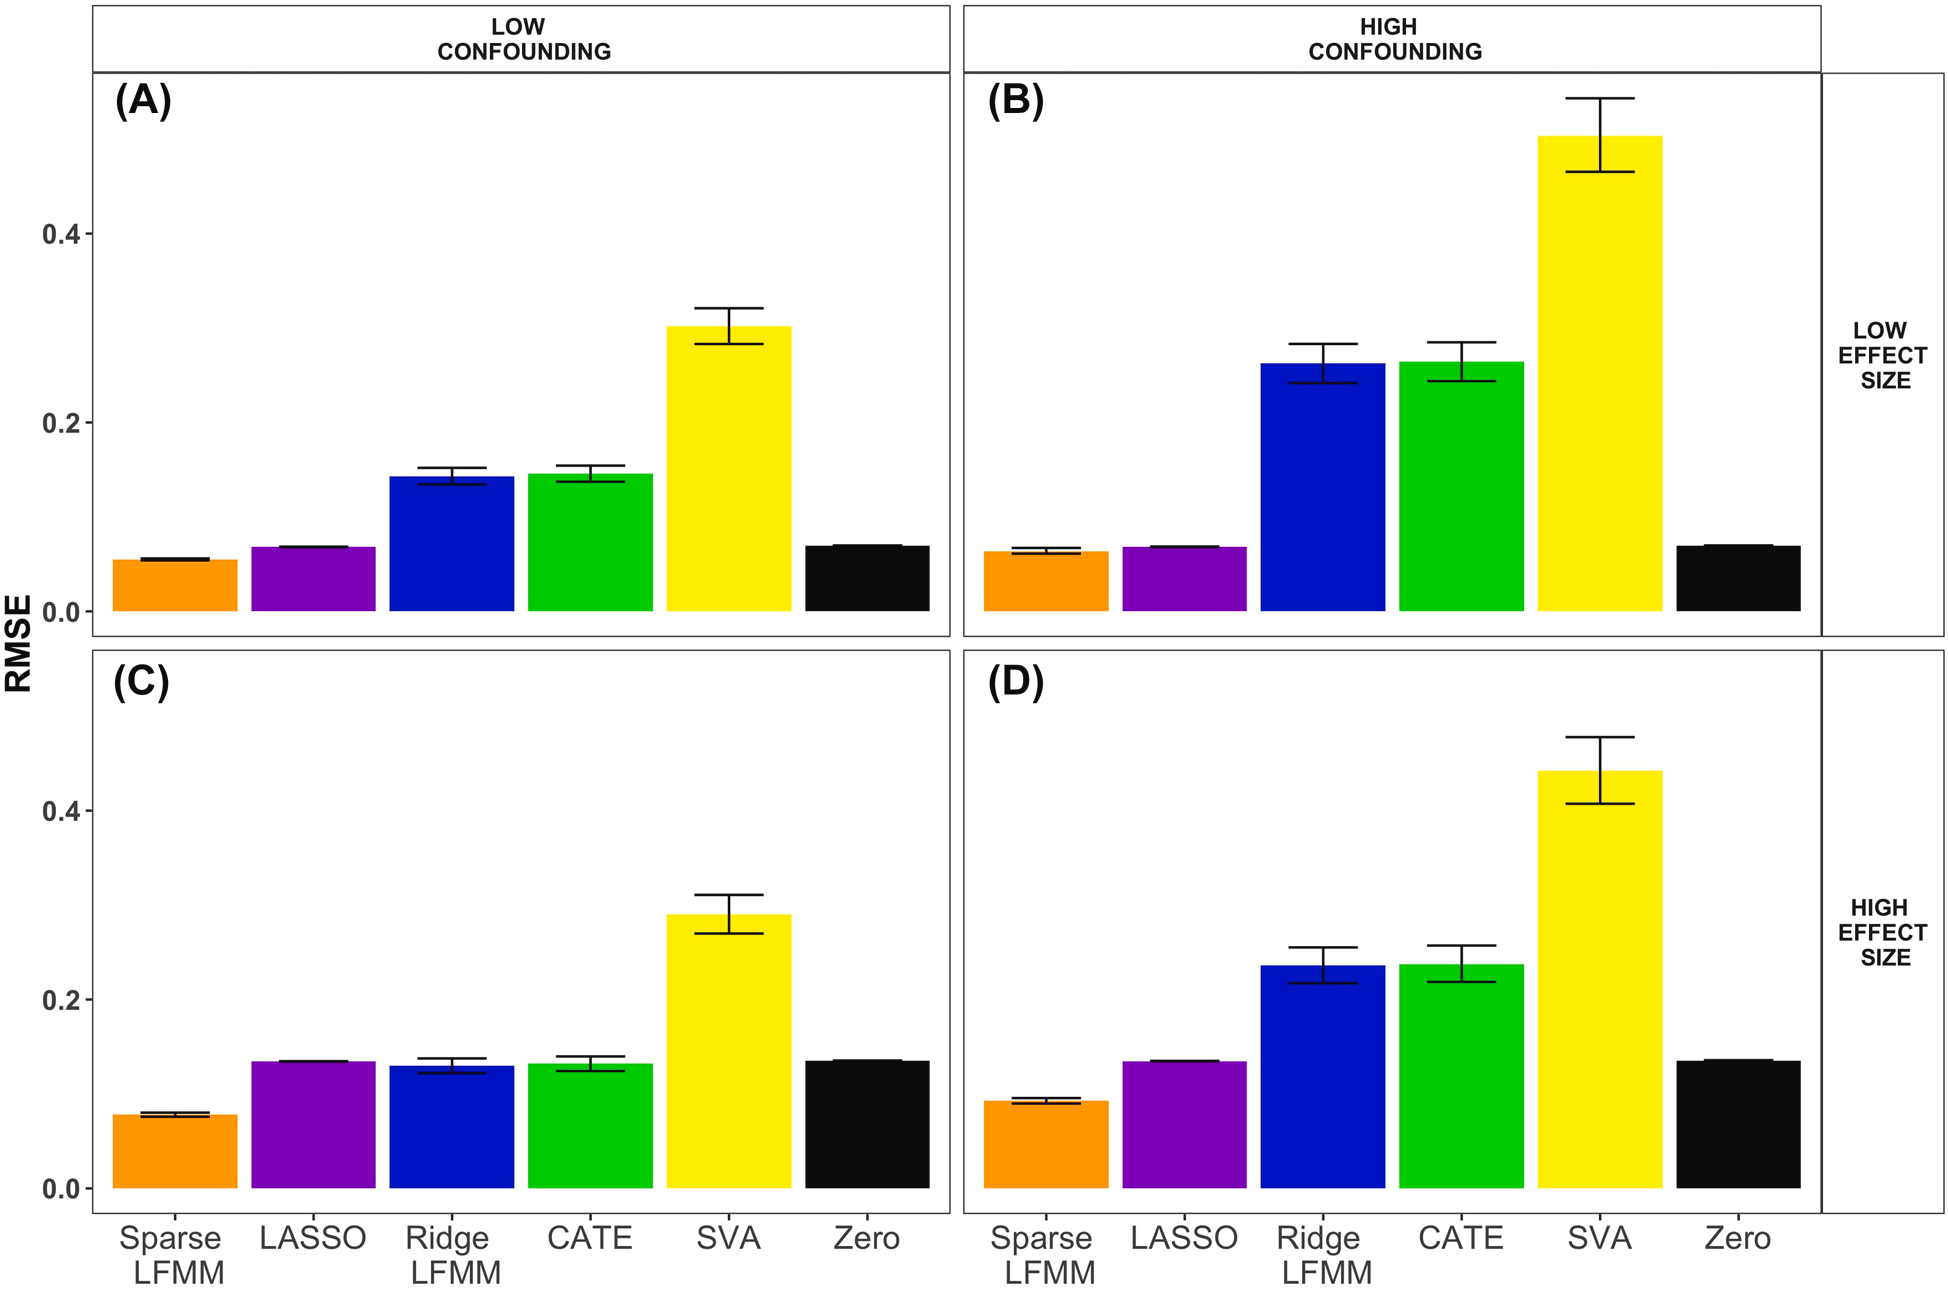 LOW
CONFOUNDING
HIGH
CONFOUNDING
(A)
(B)
0.4
0.2
0.0
LOW
EFFECT
SIZE
RMSE
(C)
(D)
0.4
0.2
0.0
HIGH
EFFECT
SIZE
Sparse LASSO Ridge CATE SVA Zero
LFMM LFMM
Sparse LASSO Ridge CATE SVA Zero
LFMM LFMM